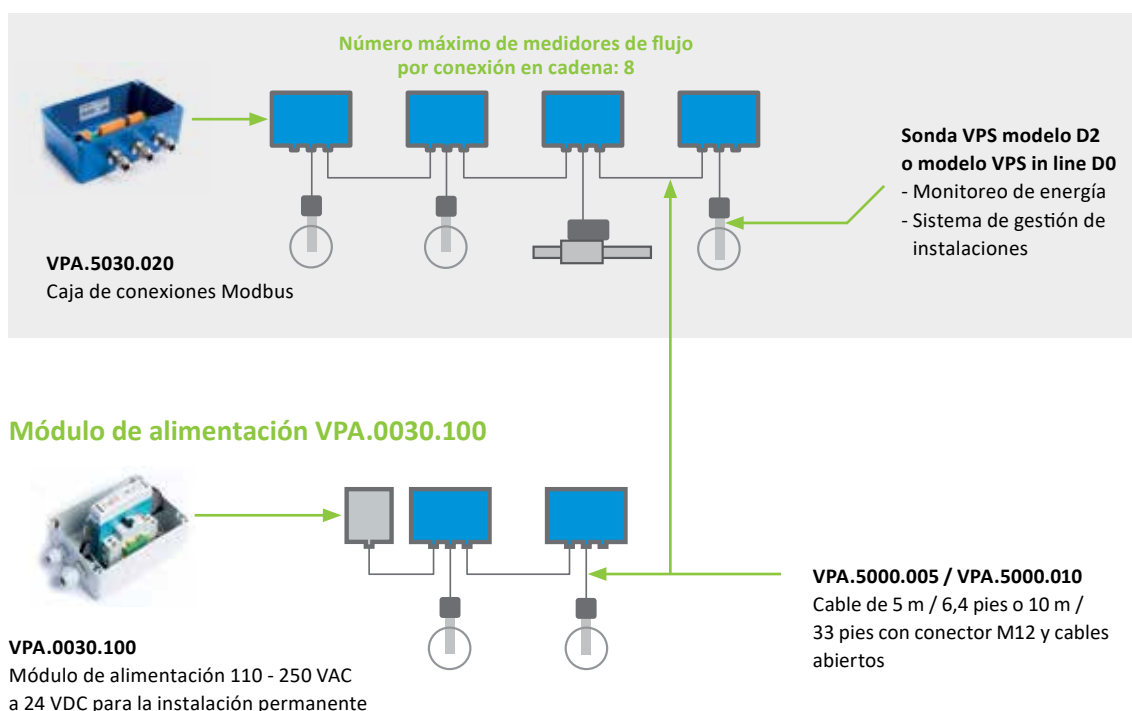 Número máximo de medidores de flujo
por conexión en cadena: 8
Sonda VPS modelo D2
o modelo VPS in line D0
- Monitoreo de energía
- Sistema de gestión de
instalaciones
VPA.5030.020
Caja de conexiones Modbus
Módulo de alimentación VPA.0030.100
VPA.5000.005 / VPA.5000.010
Cable de 5 m / 6,4 pies o 10 m /
33 pies con conector M12 y cables
abiertos
VPA.0030.100
Módulo de alimentación 110 - 250 VAC
a 24 VDC para la instalación permanente